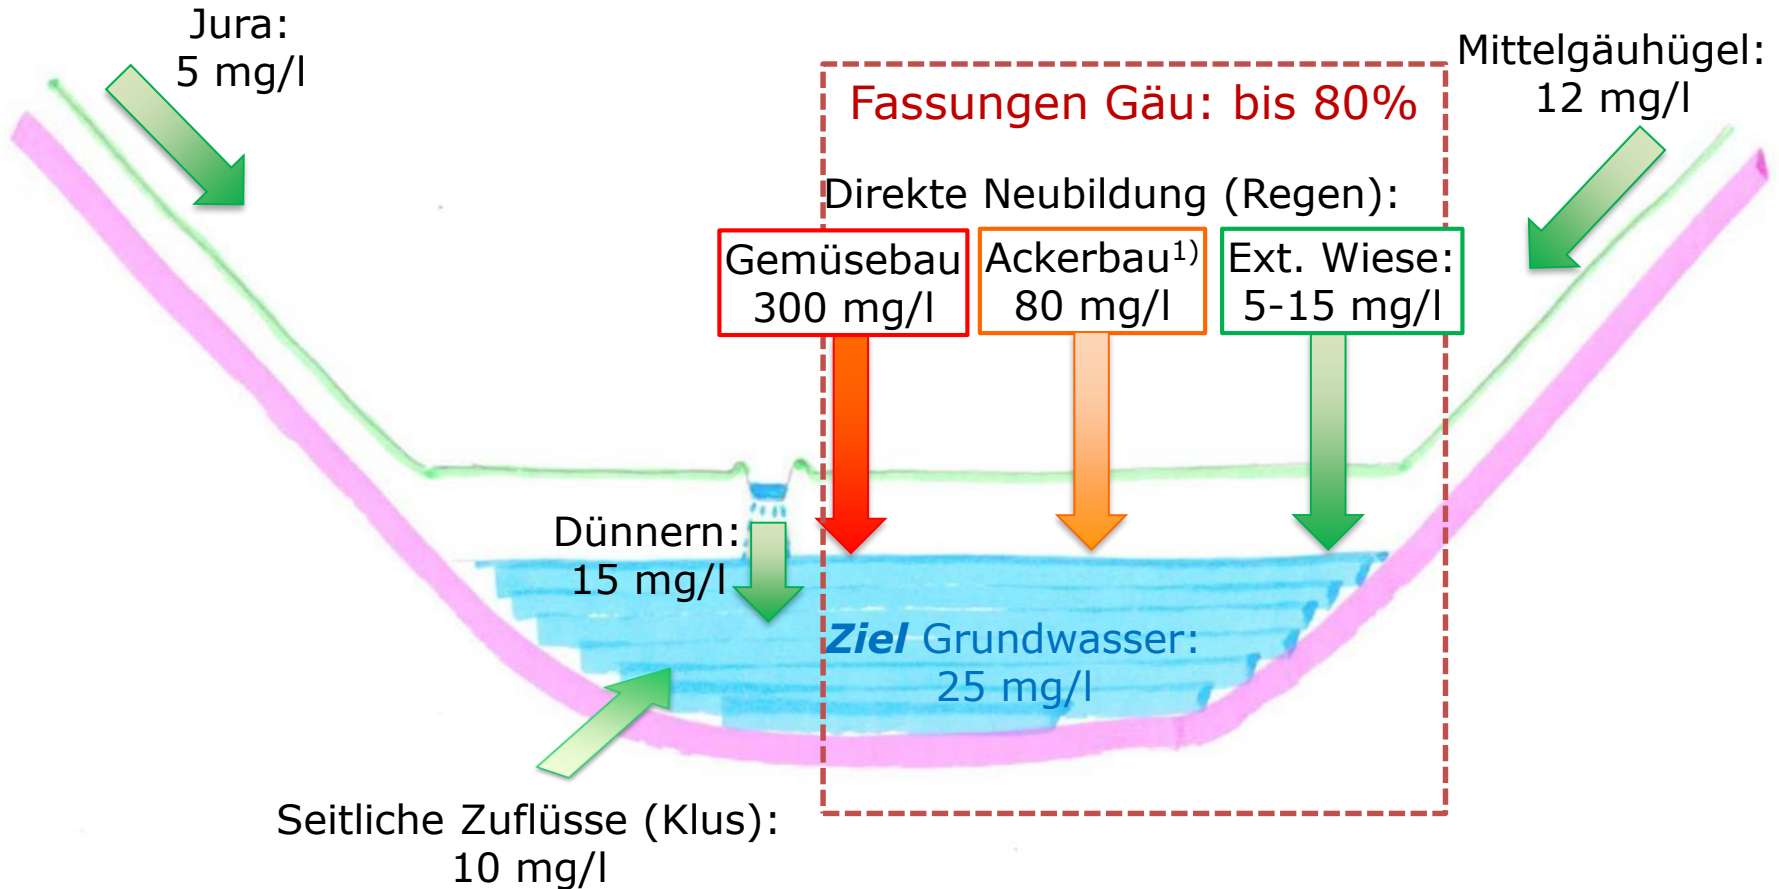 Jura:
5 mg/l
Mittelgäuhügel:
12 mg/l
Fassungen Gäu: bis 80%
Direkte Neubildung (Regen):
Gemüsebau
300 mg/l
Ackerbau¹⁾
80 mg/l
Ext. Wiese:
5-15 mg/l
Dünnern:
15 mg/l
Ziel Grundwasser:
25 mg/l
Seitliche Zuflüsse (Klus):
10 mg/l